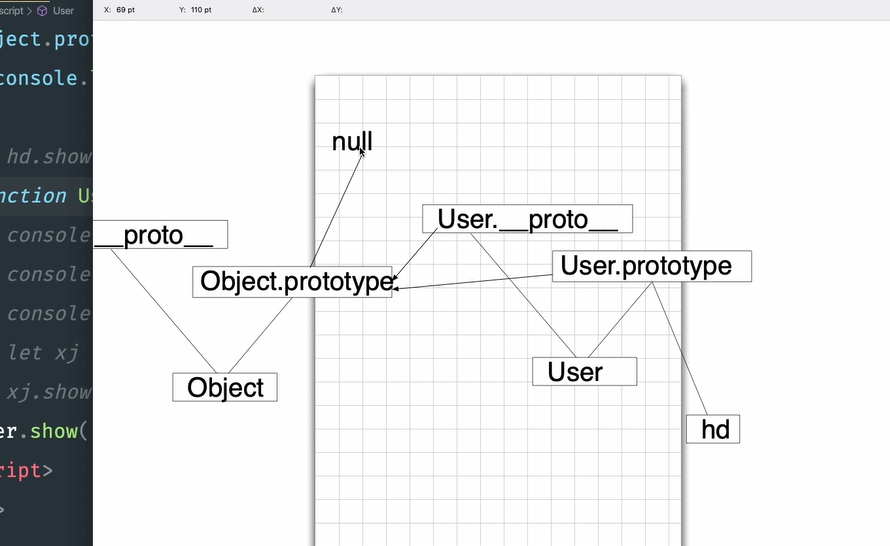 script > User
X: 69 pt Y: 110 pt ΔX: ΔY:
ject.pro
console.
null
hd.show
nction U
User.__proto__
console
__proto__
User.prototype
console
Object.prototype
console
let xj
User
xj.show
Object
er.show(
hd
ript>
>